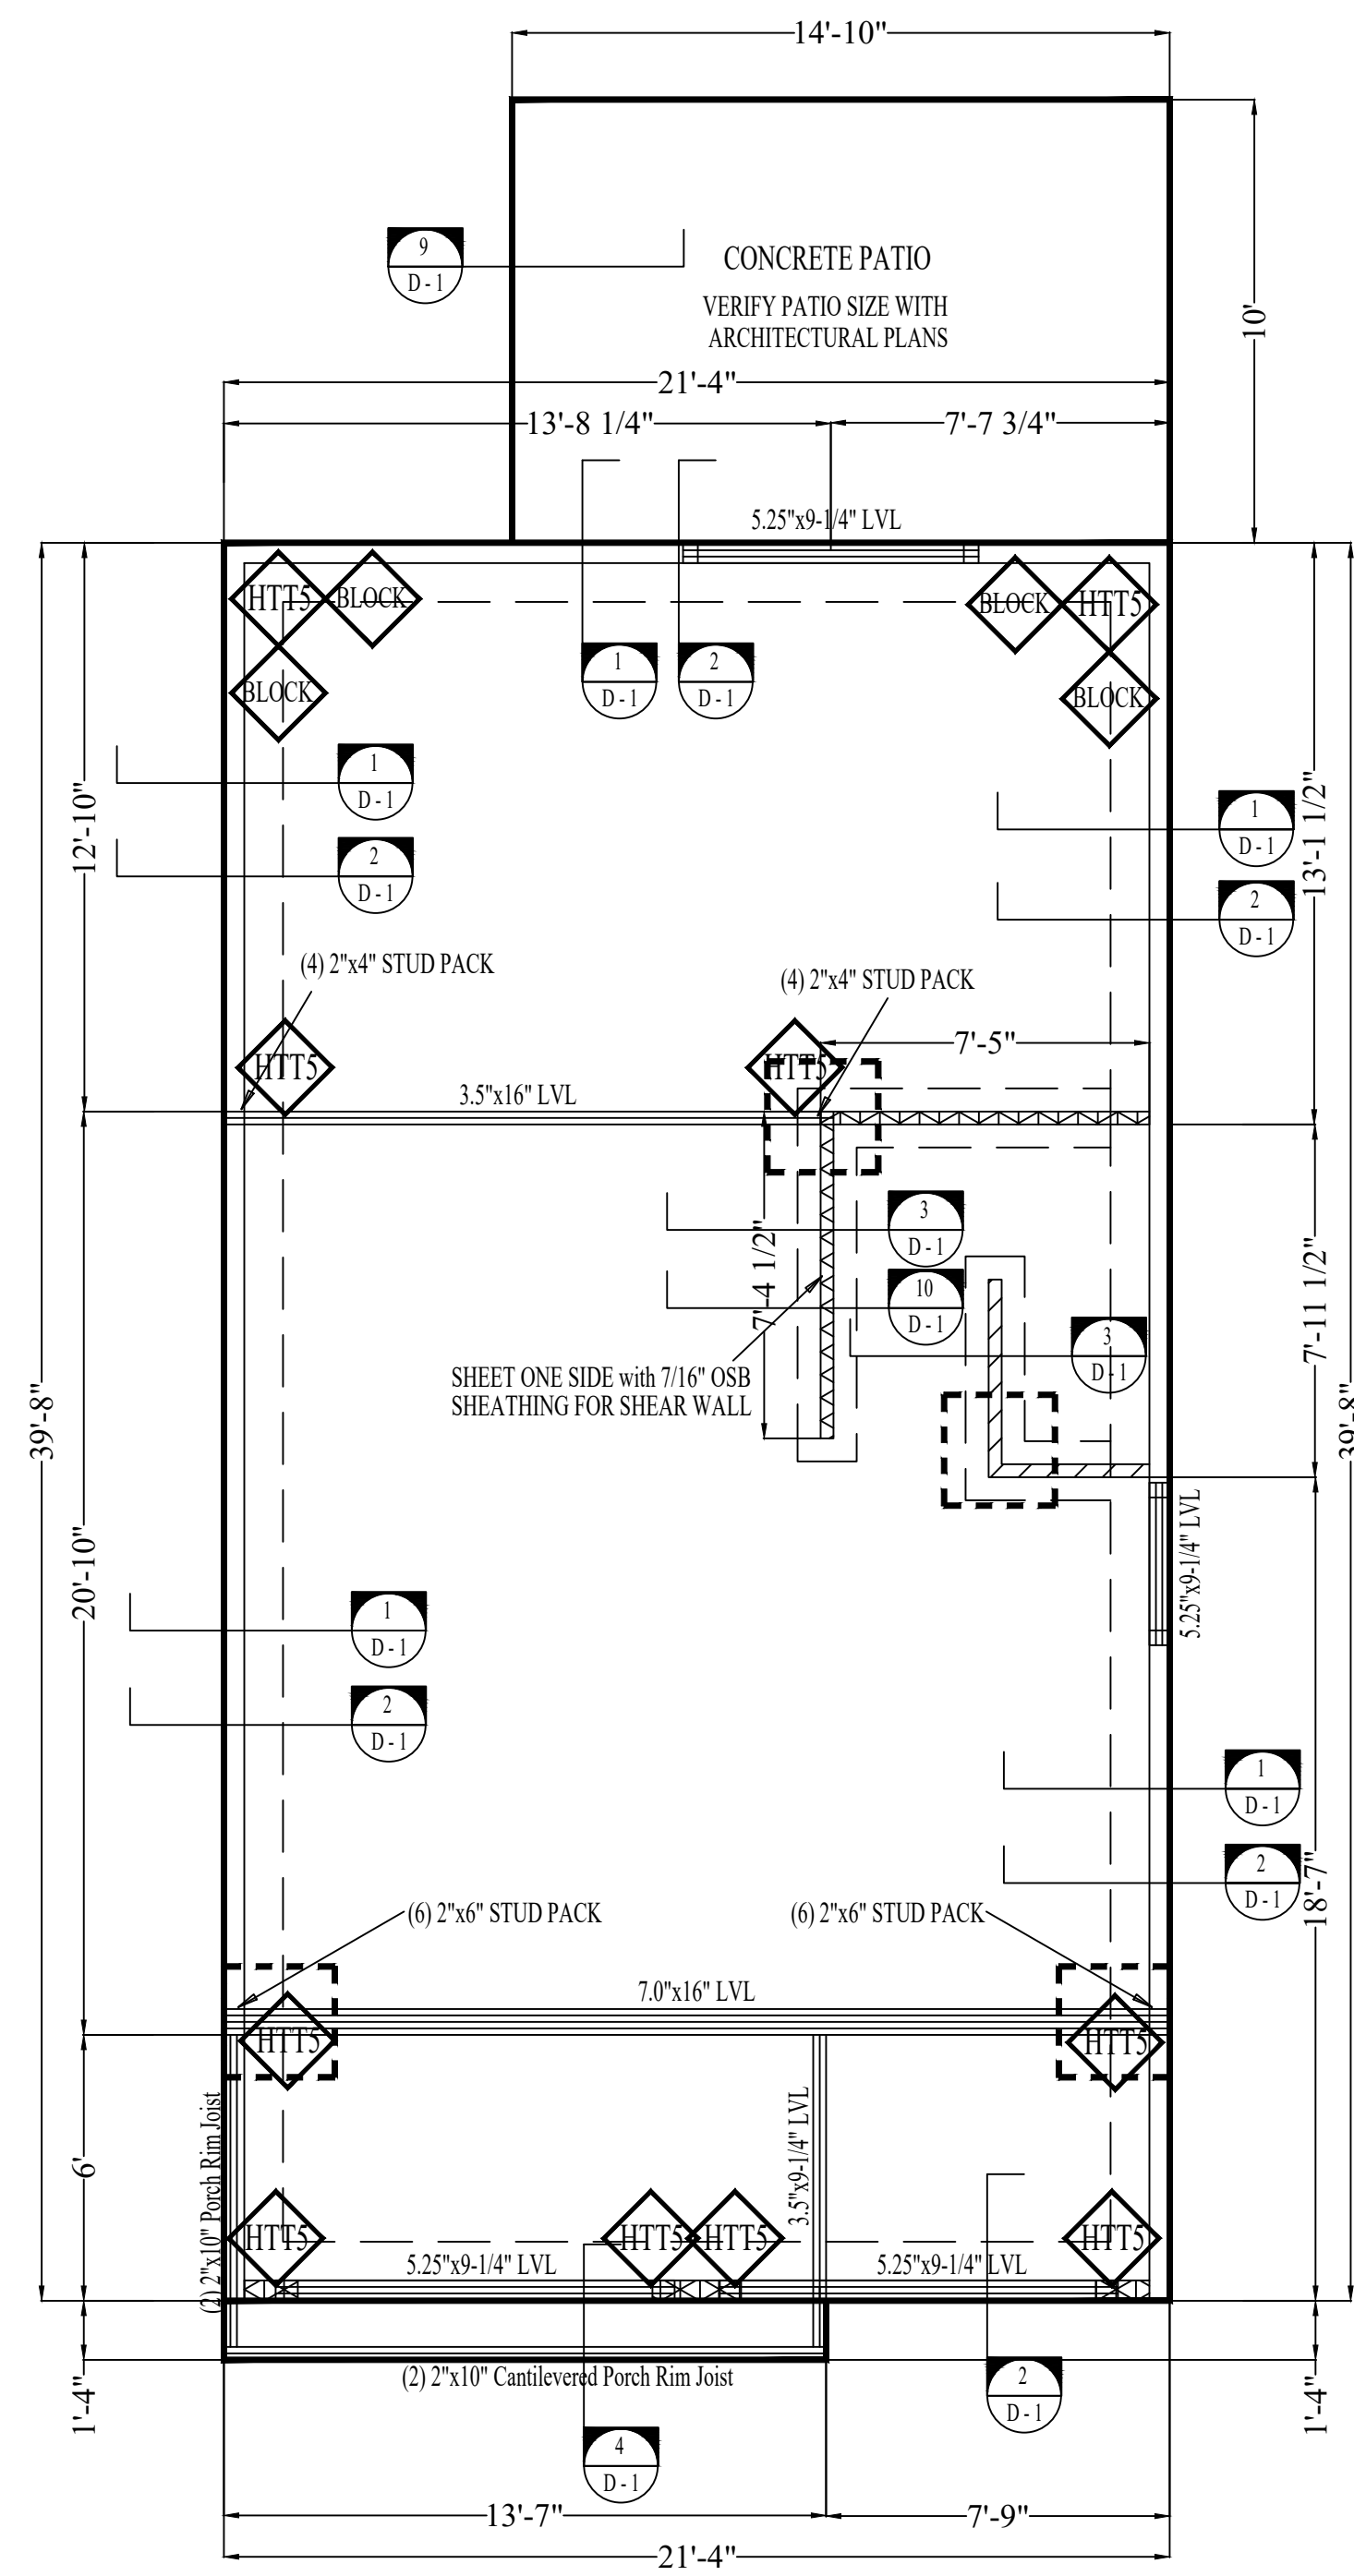 14'-10"
9
D - 1
CONCRETE PATIO
VERIFY PATIO SIZE WITH
ARCHITECTURAL PLANS
10'
21'-4"
13'-8 1/4"
7'-7 3/4"
5.25"x9-1/4" LVL
HTT5
BLOCK
BLOCK
HTT5
BLOCK
BLOCK
1
D - 1
2
D - 1
1
D - 1
2
D - 1
12'-10"
1
D - 1
2
D - 1
13'-1 1/2"
(4) 2"x4" STUD PACK
(4) 2"x4" STUD PACK
HTT5
HTT5
7'-5"
3.5"x16" LVL
3
D - 1
10
D - 1
7'-4 1/2"
3
D - 1
7'-11 1/2"
SHEET ONE SIDE with 7/16" OSB
SHEATHING FOR SHEAR WALL
39'-8"
39'-8"
20'-10"
5.25"x9-1/4" LVL
1
D - 1
2
D - 1
1
D - 1
2
D - 1
18'-7"
(6) 2"x6" STUD PACK
(6) 2"x6" STUD PACK
7.0"x16" LVL
HTT5
HTT5
6'
(2) 2"x10" Porch Rim Joist
3.5"x9-1/4" LVL
HTT5
HTT5
HTT5
HTT5
5.25"x9-1/4" LVL
5.25"x9-1/4" LVL
1'-4"
1'-4"
(2) 2"x10" Cantilevered Porch Rim Joist
2
D - 1
4
D - 1
13'-7"
7'-9"
21'-4"